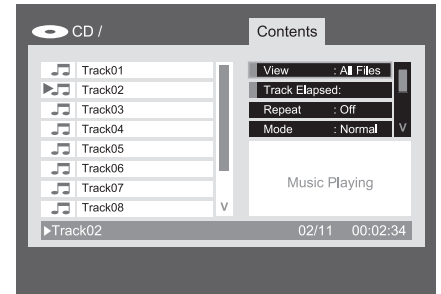 CD /
Contents
Track01
Track02
Track03
Track04
Track05
Track06
Track07
Track08
V
View : All Files
Track Elapsed:
Repeat : Off
Mode : Normal
V
Music Playing
Track02 02/11 00:02:34